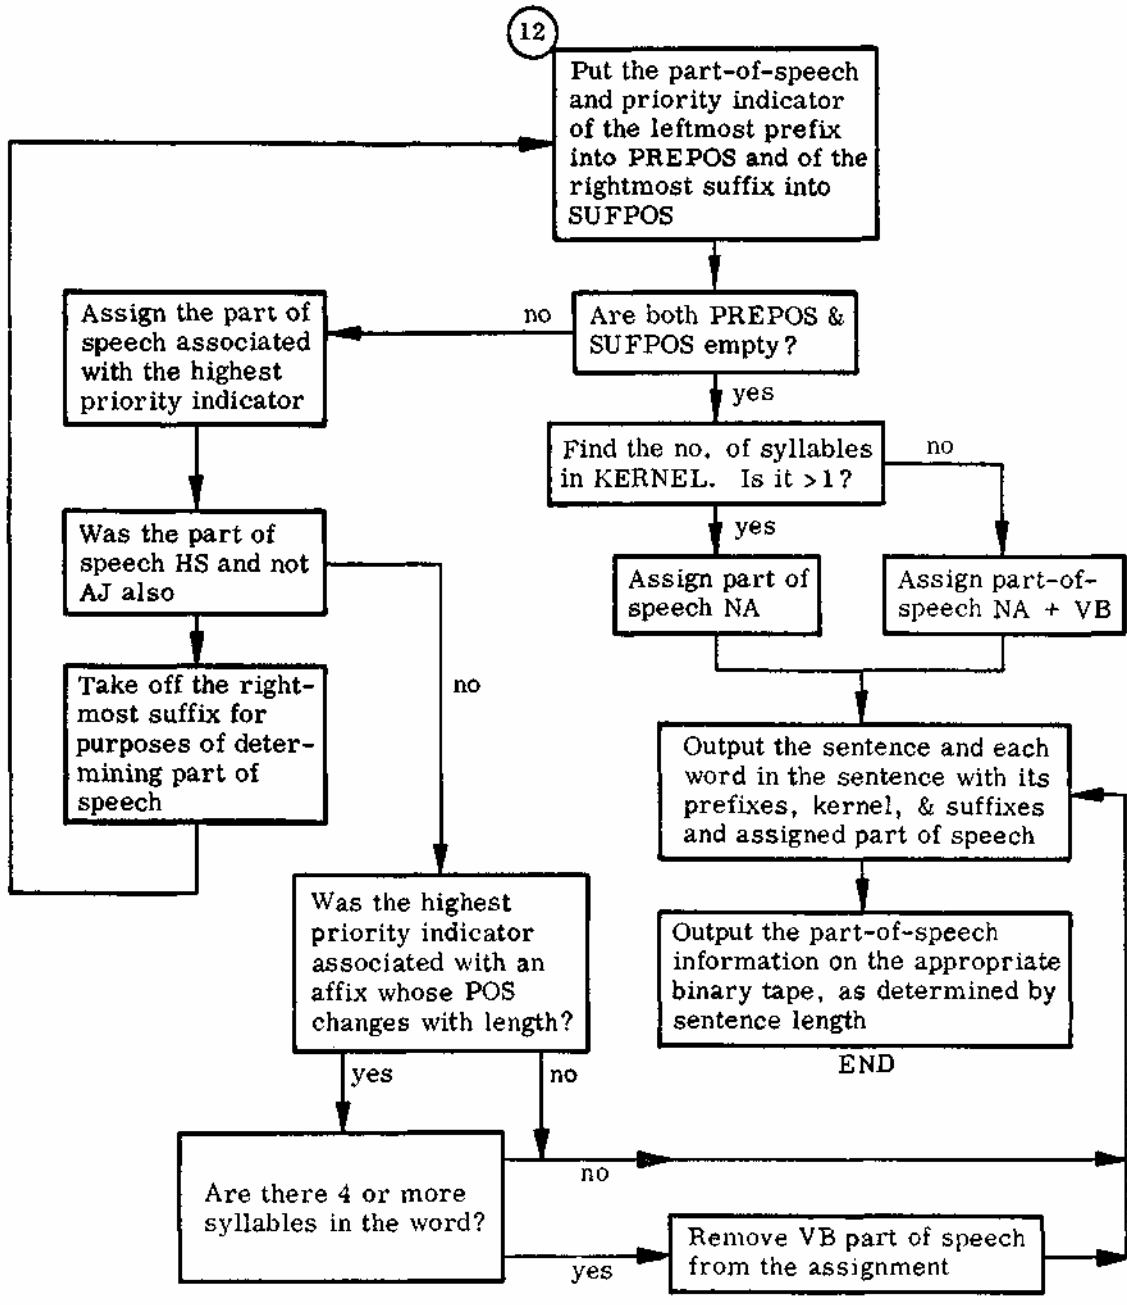 12
Put the part-of-speech
and priority indicator
of the leftmost prefix
into PREPOS and of the
rightmost suffix into
SUFPOS
Are both PREPOS &
SUFPOS empty?
no
yes
Assign the part of
speech associated
with the highest
priority indicator
Find the no. of syllables
in KERNEL. Is it >1?
no
yes
Was the part of
speech HS and not
AJ also
no
Assign part of
speech NA
Assign part-of-
speech NA + VB
Take off the right-
most suffix for
purposes of deter-
mining part of
speech
Output the sentence and each
word in the sentence with its
prefixes, kernel, & suffixes
and assigned part of speech
Was the highest
priority indicator
associated with an
affix whose POS
changes with length?
yes
no
Output the part-of-speech
information on the appropriate
binary tape, as determined by
sentence length
END
Are there 4 or more
syllables in the word?
no
yes
Remove VB part of speech
from the assignment